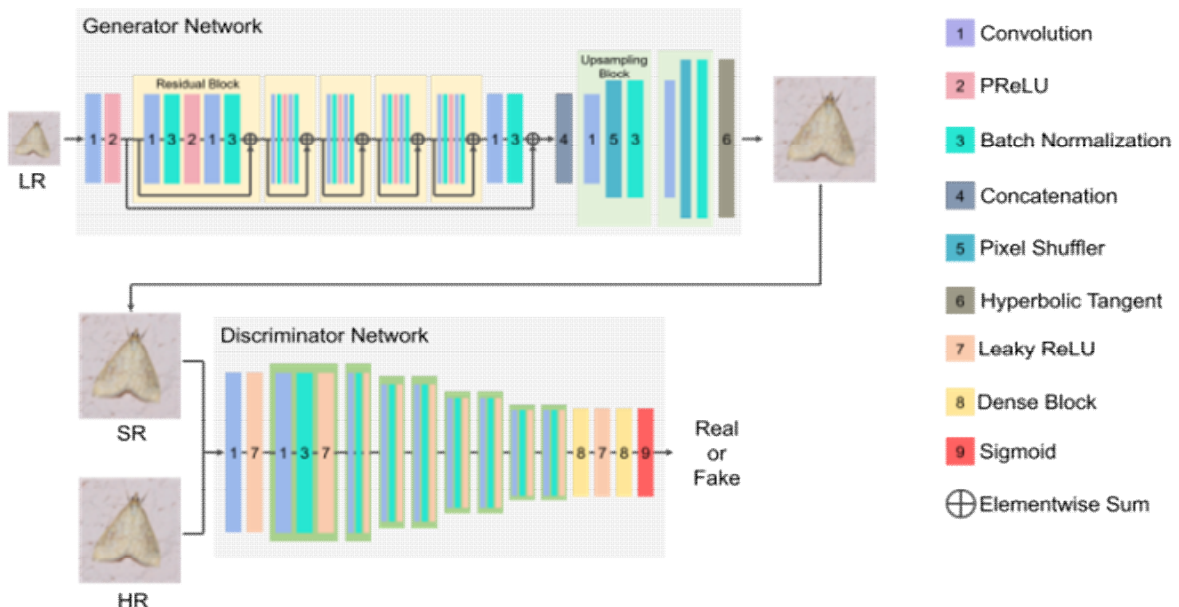 Generator Network
Residual Block
Upsampling
Block
LR
1 2 1 3 2 1 3 1 3 4 1 5 3 6
SR
HR
Discriminator Network
1 7 1 3 7 8 7 8 9
Real
or
Fake
1 Convolution
2 PReLU
3 Batch Normalization
4 Concatenation
5 Pixel Shuffler
6 Hyperbolic Tangent
7 Leaky ReLU
8 Dense Block
9 Sigmoid
Elementwise Sum